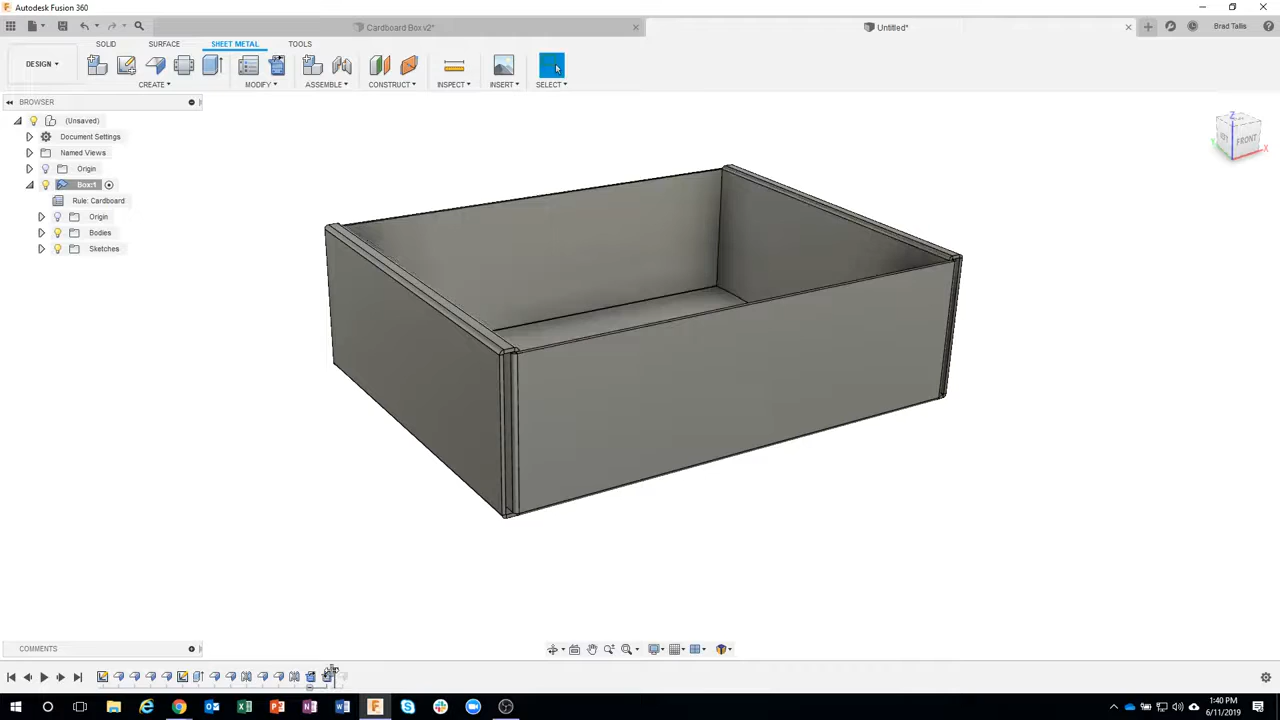 Autodesk Fusion 360
Cardboard Box v2*
Untitled*
Brad Tallis
SOLID
SURFACE
SHEET METAL
TOOLS
DESIGN
CREATE
MODIFY
ASSEMBLE
CONSTRUCT
INSPECT
INSERT
SELECT
BROWSER
(Unsaved)
Document Settings
Named Views
Origin
Box:1
Rule: Cardboard
Origin
Bodies
Sketches
Z
FRONT
X
COMMENTS
1:40 PM
6/11/2019